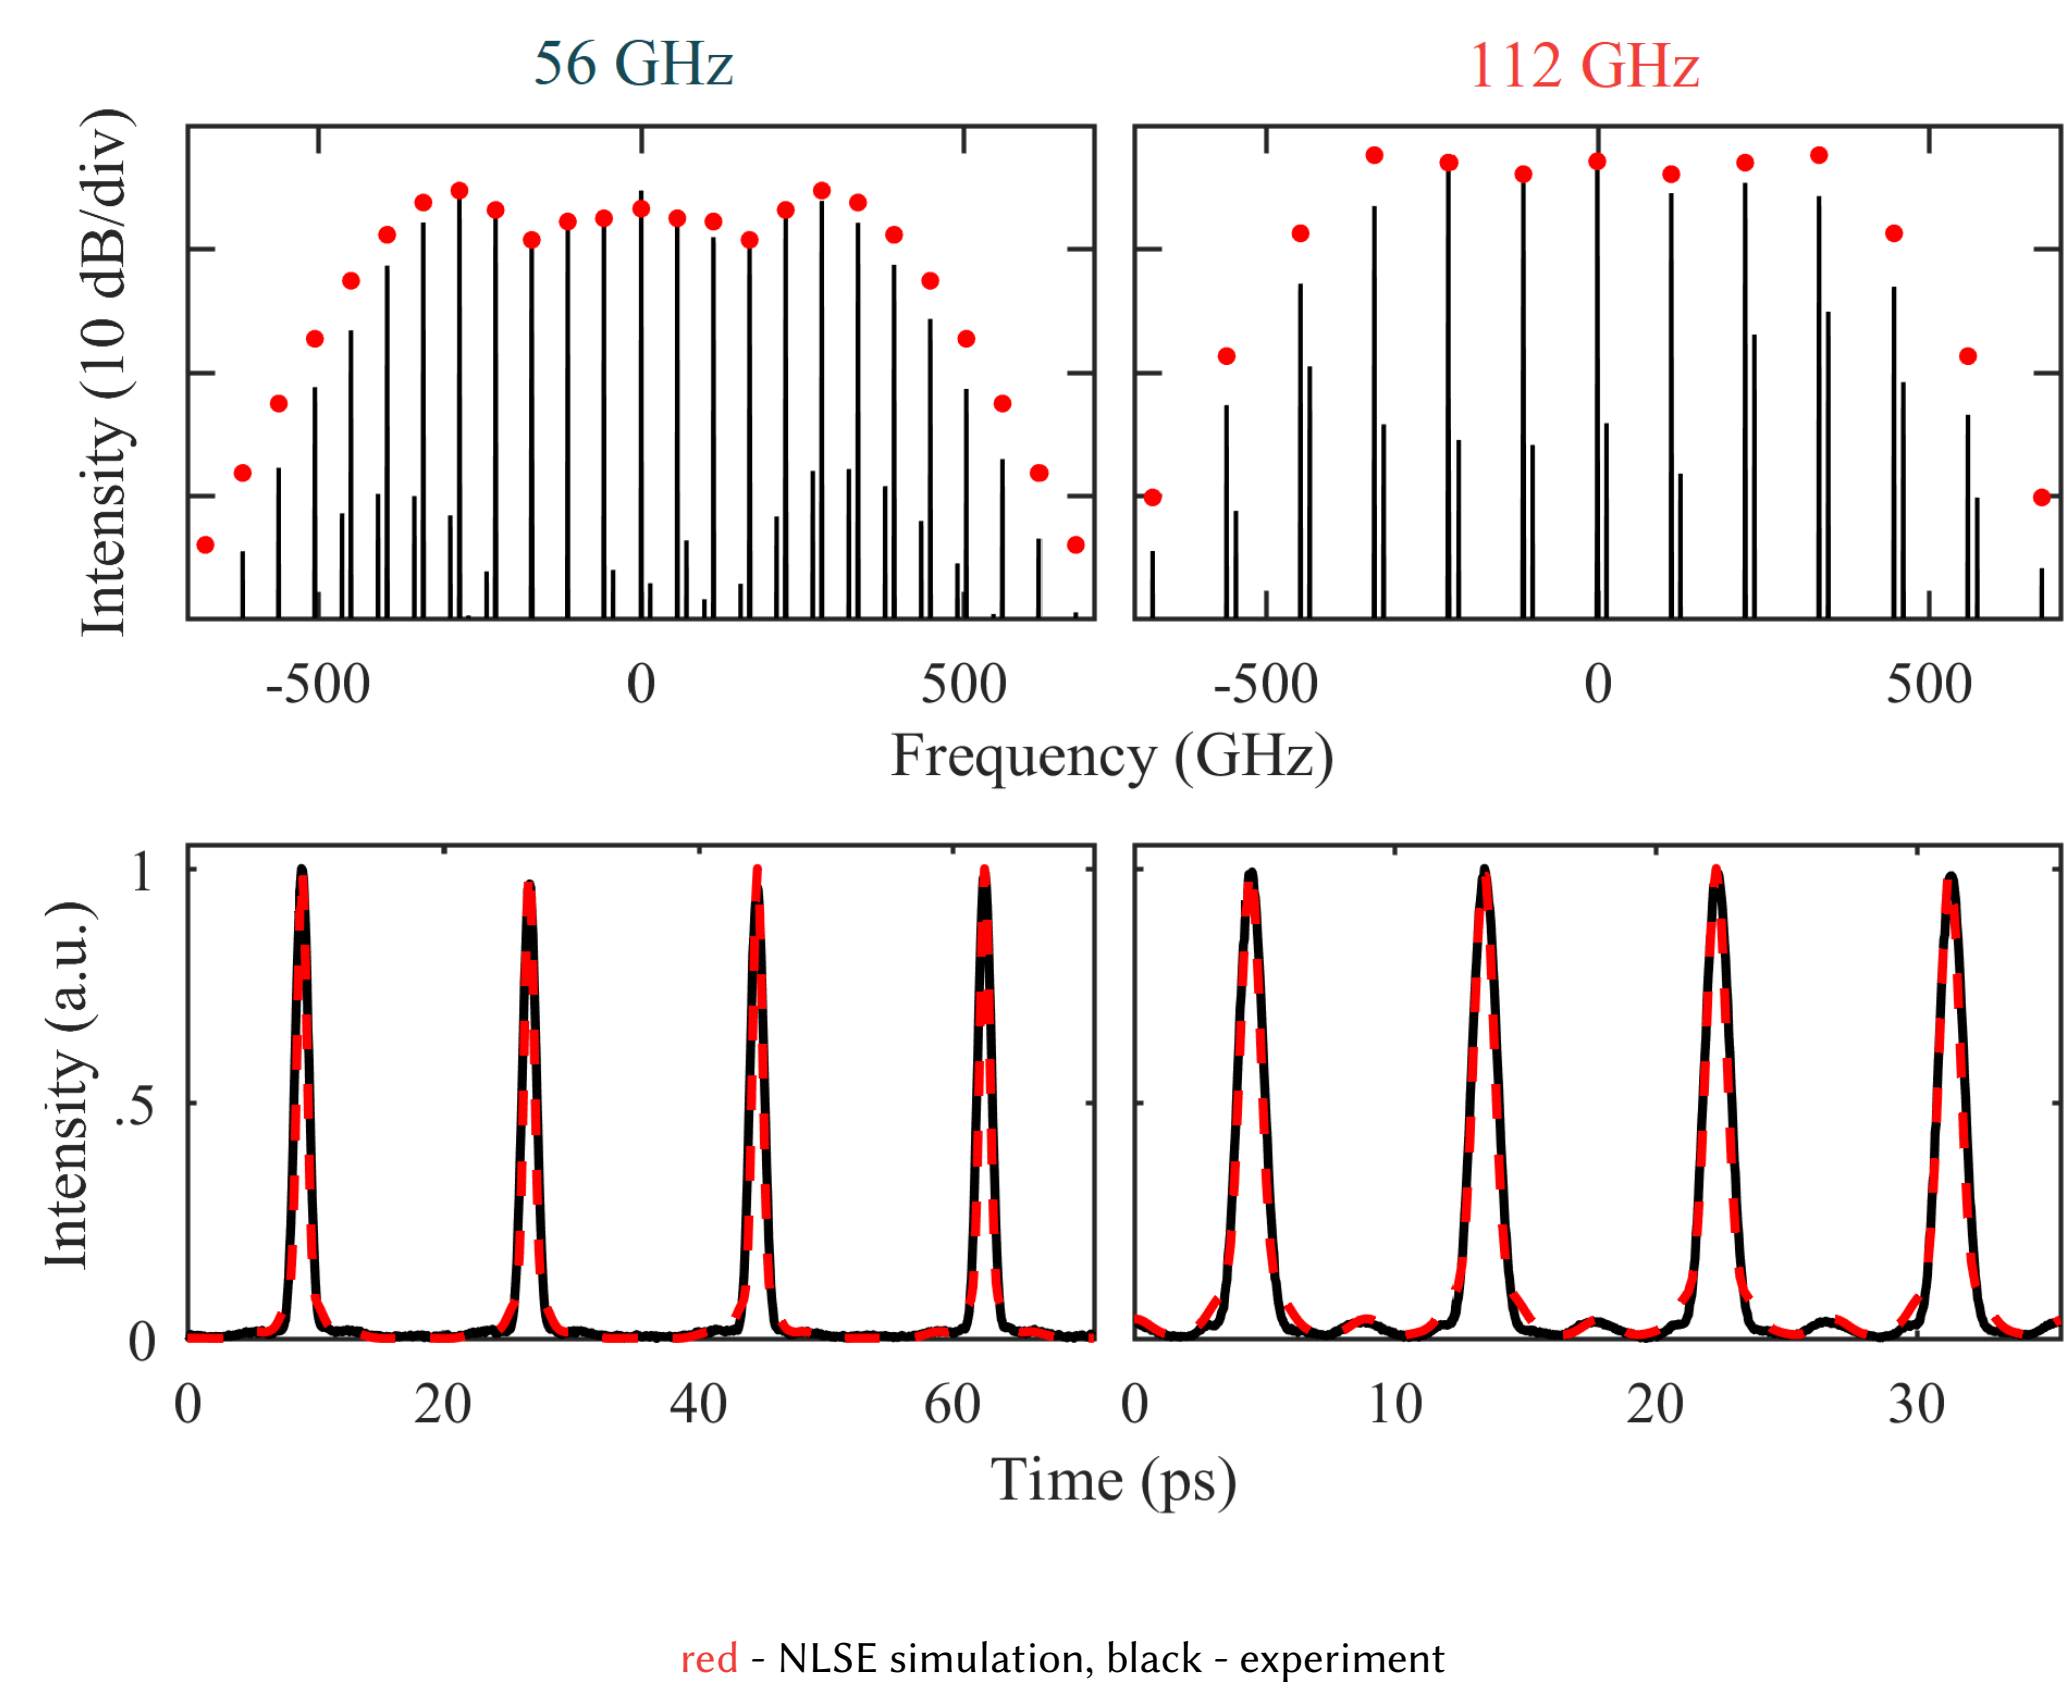 56 GHz
112 GHz
Intensity (10 dB/div)
-500 0 500
-500 0 500
Frequency (GHz)
Intensity (a.u.)
1
.5
0
0 20 40 60
0 10 20 30
Time (ps)
red - NLSE simulation, black - experiment